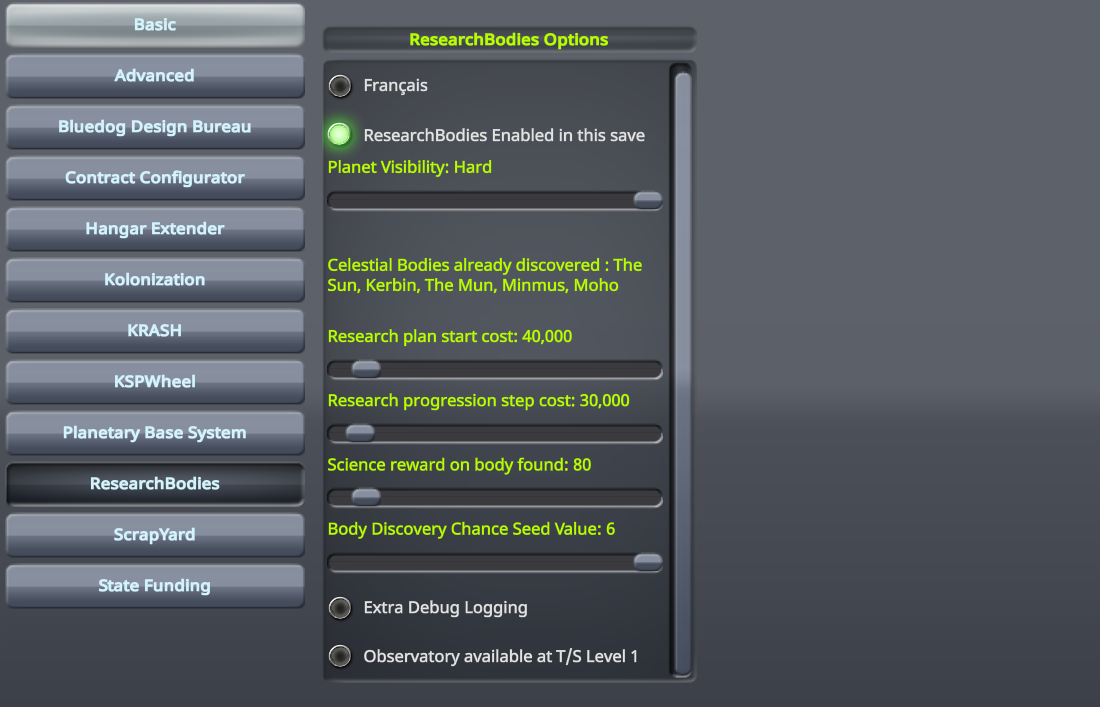 Basic
Advanced
Bluedog Design Bureau
Contract Configurator
Hangar Extender
Kolonization
KRASH
KSPWheel
Planetary Base System
ResearchBodies
ScrapYard
State Funding
ResearchBodies Options
Français
ResearchBodies Enabled in this save
Planet Visibility: Hard
Celestial Bodies already discovered : The
Sun, Kerbin, The Mun, Minmus, Moho
Research plan start cost: 40,000
Research progression step cost: 30,000
Science reward on body found: 80
Body Discovery Chance Seed Value: 6
Extra Debug Logging
Observatory available at T/S Level 1